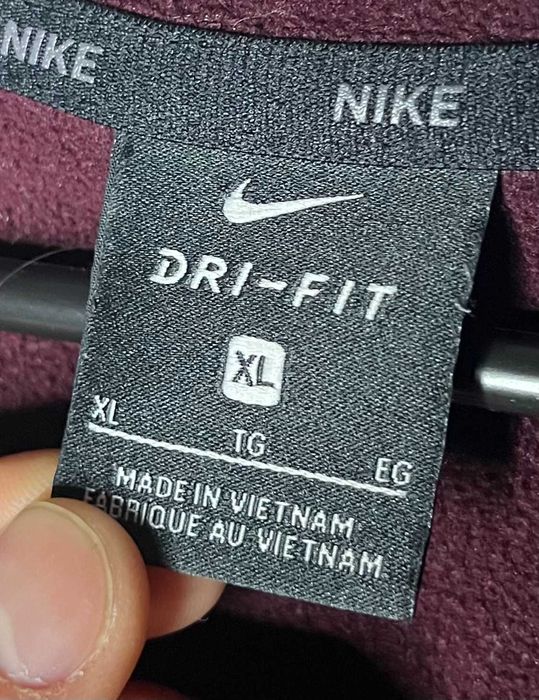 NIKE NIKE
DRI-FIT
XL
XL TG EG
MADE IN VIETNAM
FABRIQUE AU VIETNAM